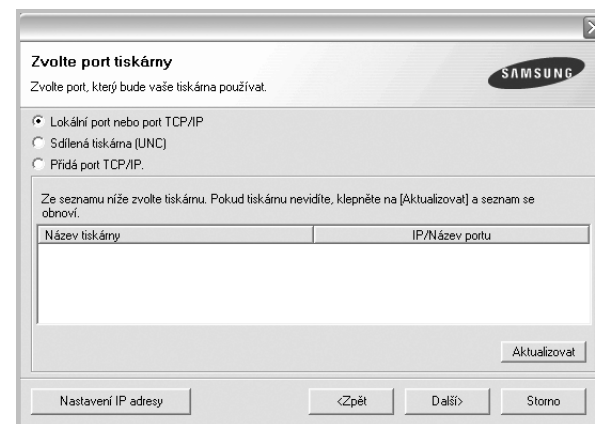 Zvolte port tiskárny
Zvolte port, který bude vaše tiskárna používat.
SAMSUNG
Lokální port nebo port TCP/IP
Sdílená tiskárna (UNC)
Přidá port TCP/IP.
Ze seznamu níže zvolte tiskárnu. Pokud tiskárnu nevidíte, klepněte na [Aktualizovat] a seznam se
obnoví.
Název tiskárny IP/Název portu
Aktualizovat
Nastavení IP adresy <Zpět Další> Storno